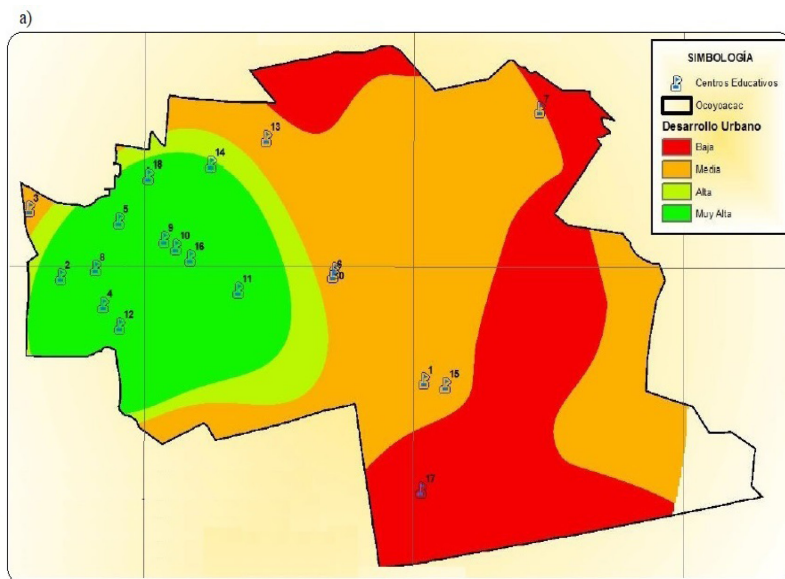 a)
SIMBOLOGÍA
Centros Educativos
Ocoyoacac
Desarrollo Urbano
Baja
Media
Alta
Muy Alta
7
13
14
18
3
5
9
10
16
6
0
2
8
11
4
12
1
15
17